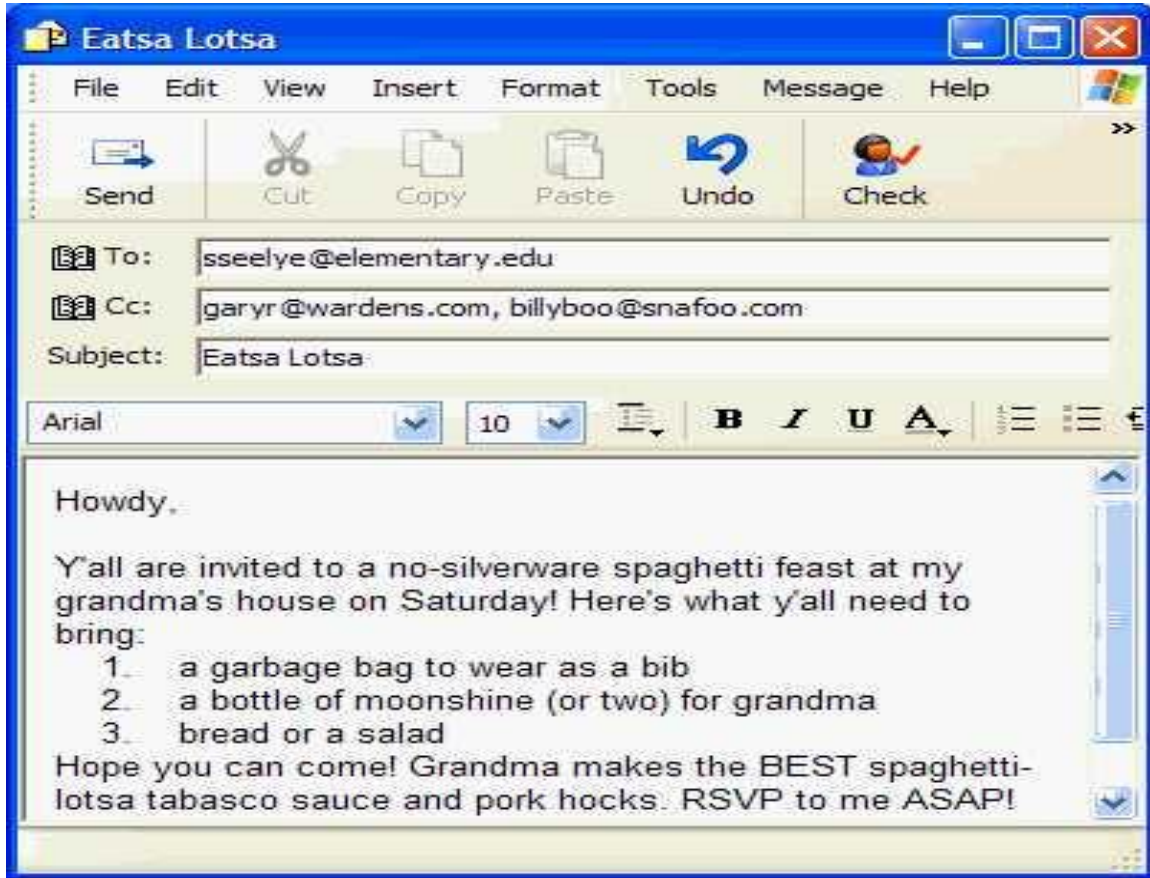 Eatsa Lotsa
File Edit View Insert Format Tools Message Help
Send Cut Copy Paste Undo Check
To: sseelye@elementary.edu
Cc: garyr@wardens.com, billyboo@snafoo.com
Subject: Eatsa Lotsa
Arial 10 B I U A
Howdy,
Y'all are invited to a no-silverware spaghetti feast at my
grandma's house on Saturday! Here's what y'all need to
bring:
1. a garbage bag to wear as a bib
2. a bottle of moonshine (or two) for grandma
3. bread or a salad
Hope you can come! Grandma makes the BEST spaghetti-
lotsa tabasco sauce and pork hocks. RSVP to me ASAP!